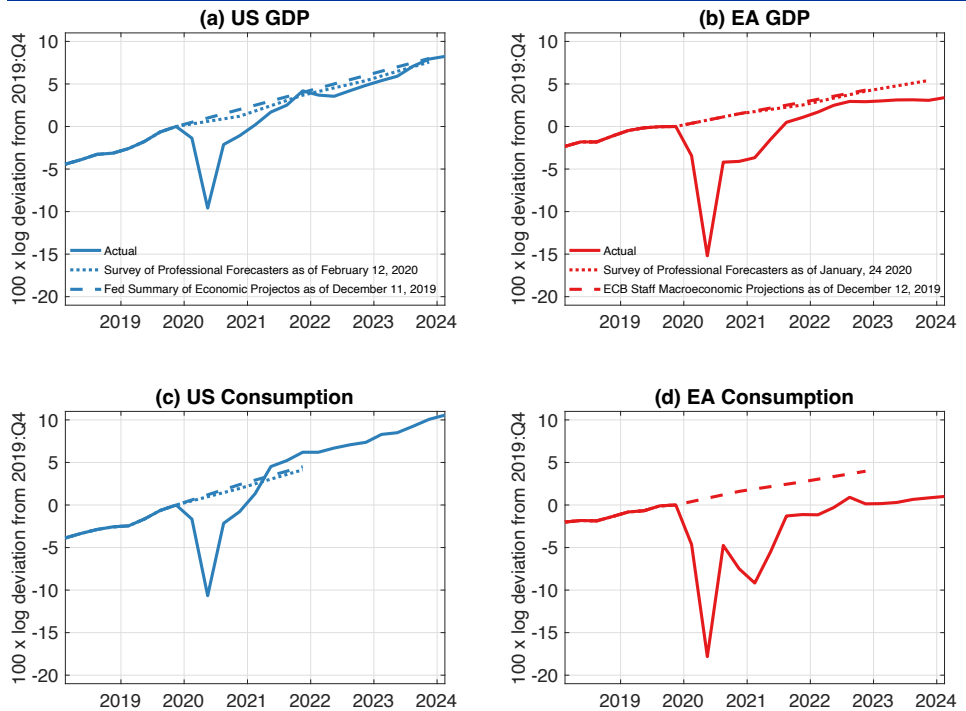 (a) US GDP
100 x log deviation from 2019:Q4
10
5
0
-5
-10
-15
-20
Actual
Survey of Professional Forecasters as of February 12, 2020
Fed Summary of Economic Projectos as of December 11, 2019
2019 2020 2021 2022 2023 2024
(b) EA GDP
100 x log deviation from 2019:Q4
10
5
0
-5
-10
-15
-20
Actual
Survey of Professional Forecasters as of January, 24 2020
ECB Staff Macroeconomic Projections as of December 12, 2019
2019 2020 2021 2022 2023 2024
(c) US Consumption
100 x log deviation from 2019:Q4
10
5
0
-5
-10
-15
-20
2019 2020 2021 2022 2023 2024
(d) EA Consumption
100 x log deviation from 2019:Q4
10
5
0
-5
-10
-15
-20
2019 2020 2021 2022 2023 2024